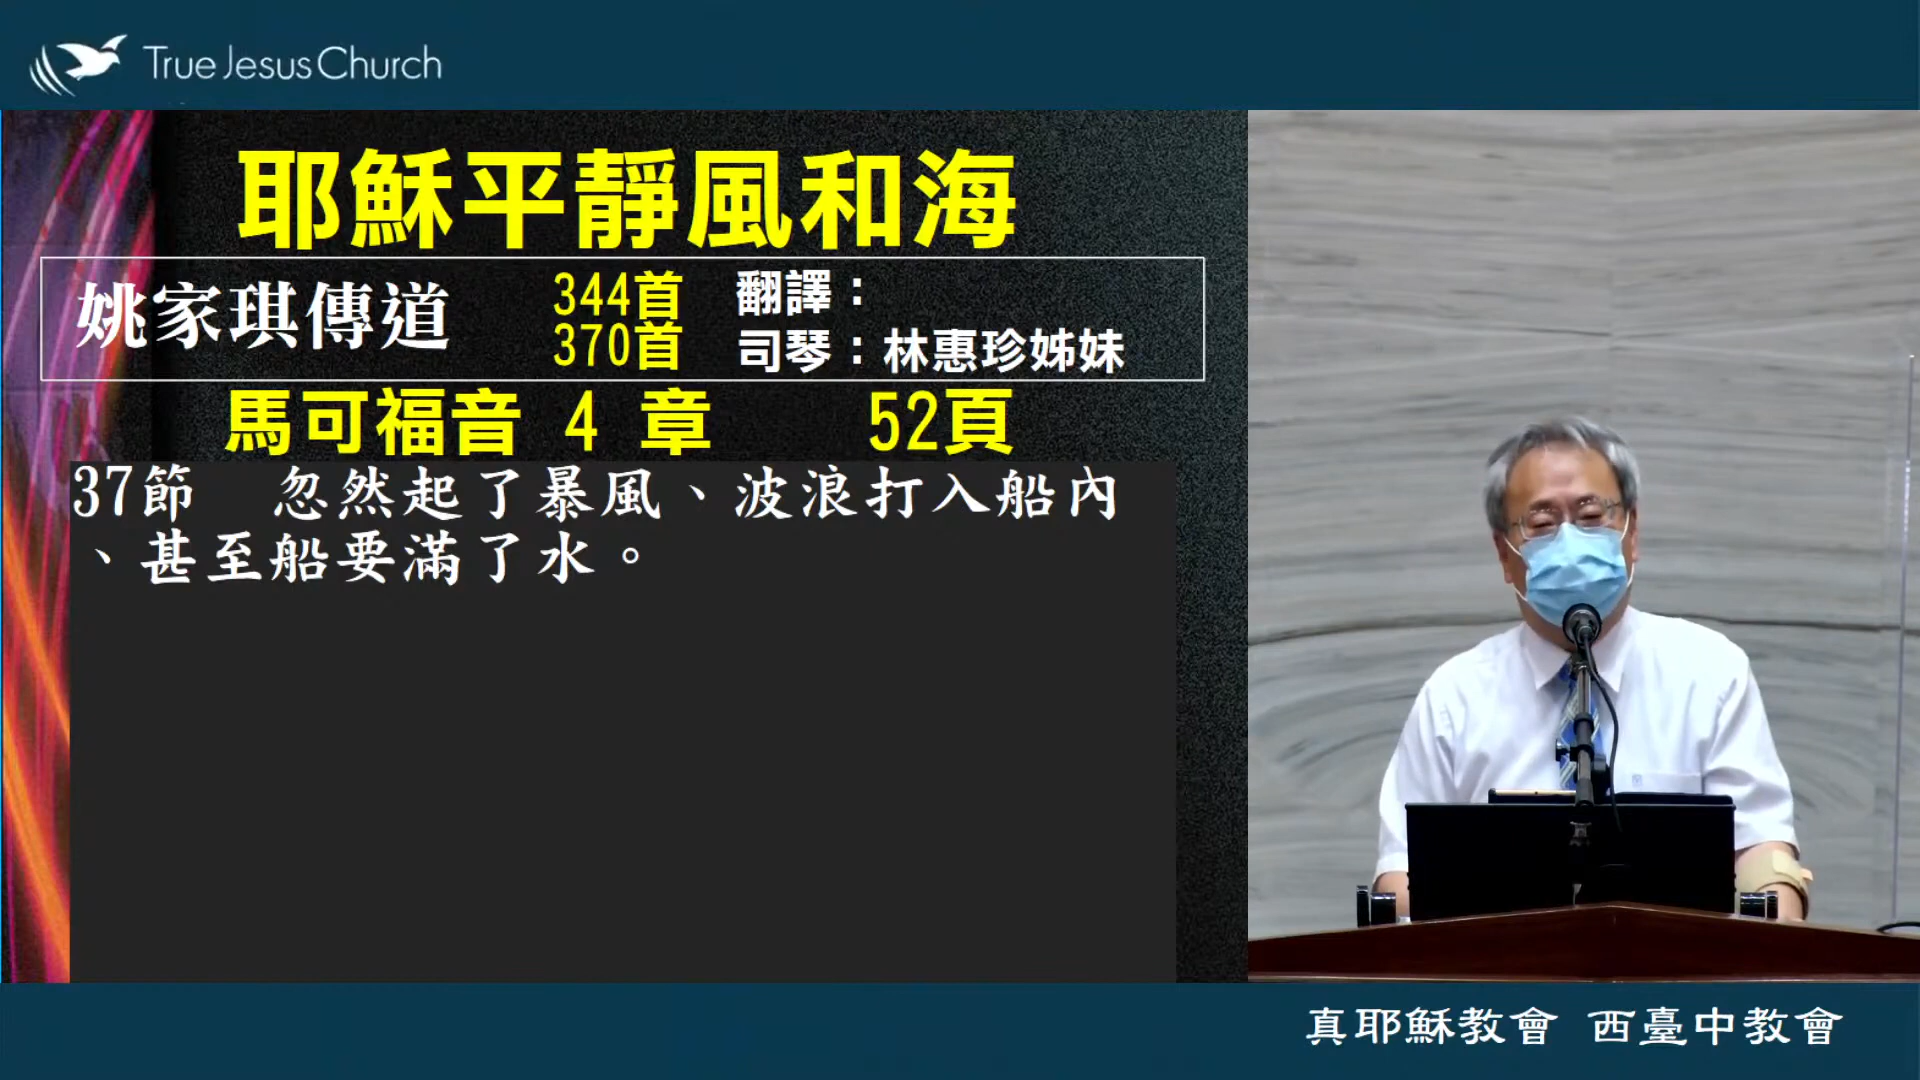 True Jesus Church
耶穌平靜風和海
姚家琪傳道
344首
370首
翻譯：
司琴：林惠珍姊妹
馬可福音 4 章 52頁
37節 忽然起了暴風、波浪打入船內
、甚至船要滿了水。
真耶穌教會 西臺中教會